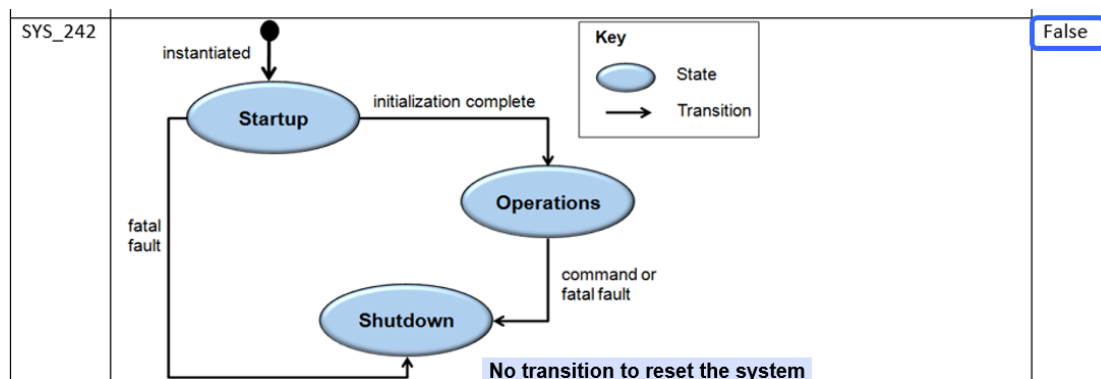 SYS_242
False
instantiated
Key
State
Transition
Startup
initialization complete
Operations
fatal
fault
command or
fatal fault
Shutdown
No transition to reset the system